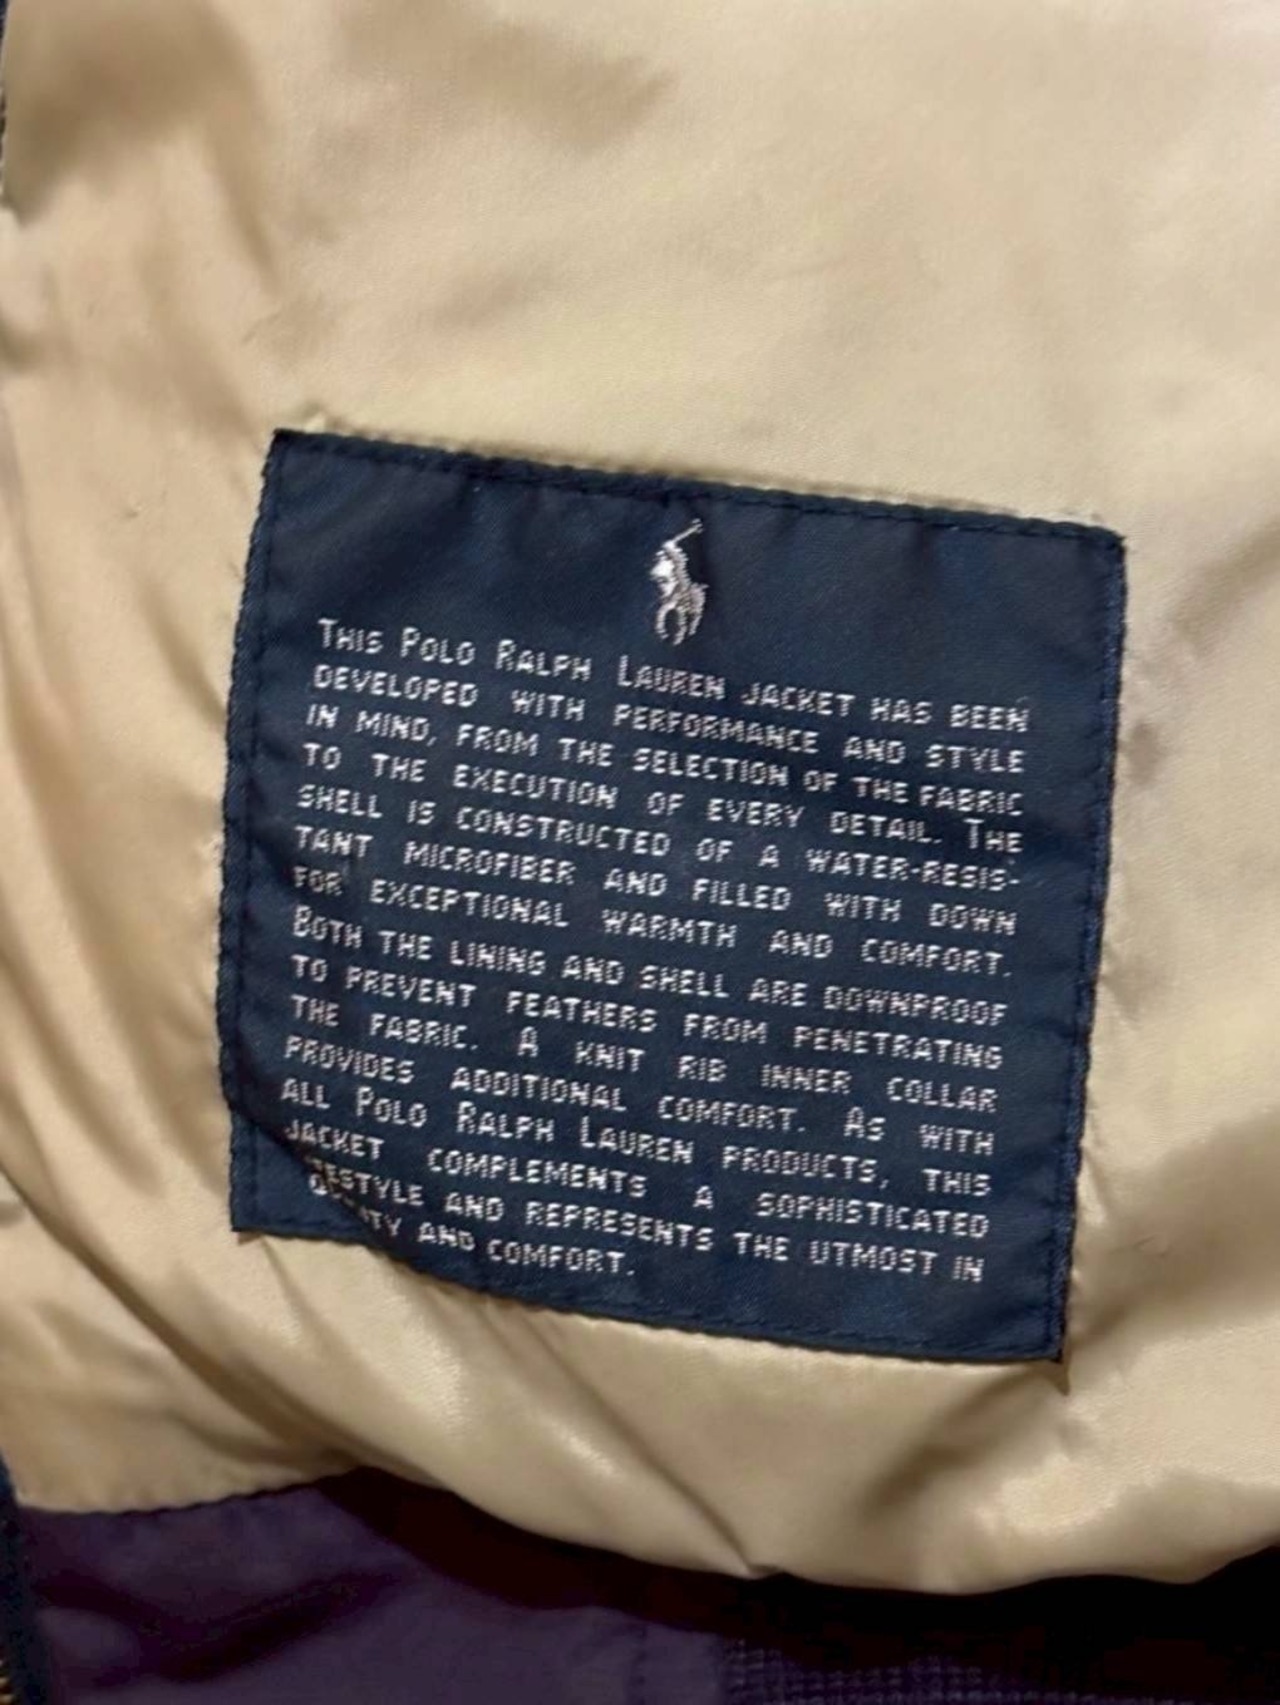 This Polo Ralph Lauren jacket has been
developed with performance and style
in mind, from the selection of the fabric
to the execution of every detail. The
shell is constructed of a water-resis-
tant microfiber and filled with down
for exceptional warmth and comfort.
Both the lining and shell are downproof
to prevent feathers from penetrating
the fabric. A knit rib inner collar
provides additional comfort. As with
all Polo Ralph Lauren products, this
jacket complements a sophisticated
estyle and represents the utmost in
ty and comfort.